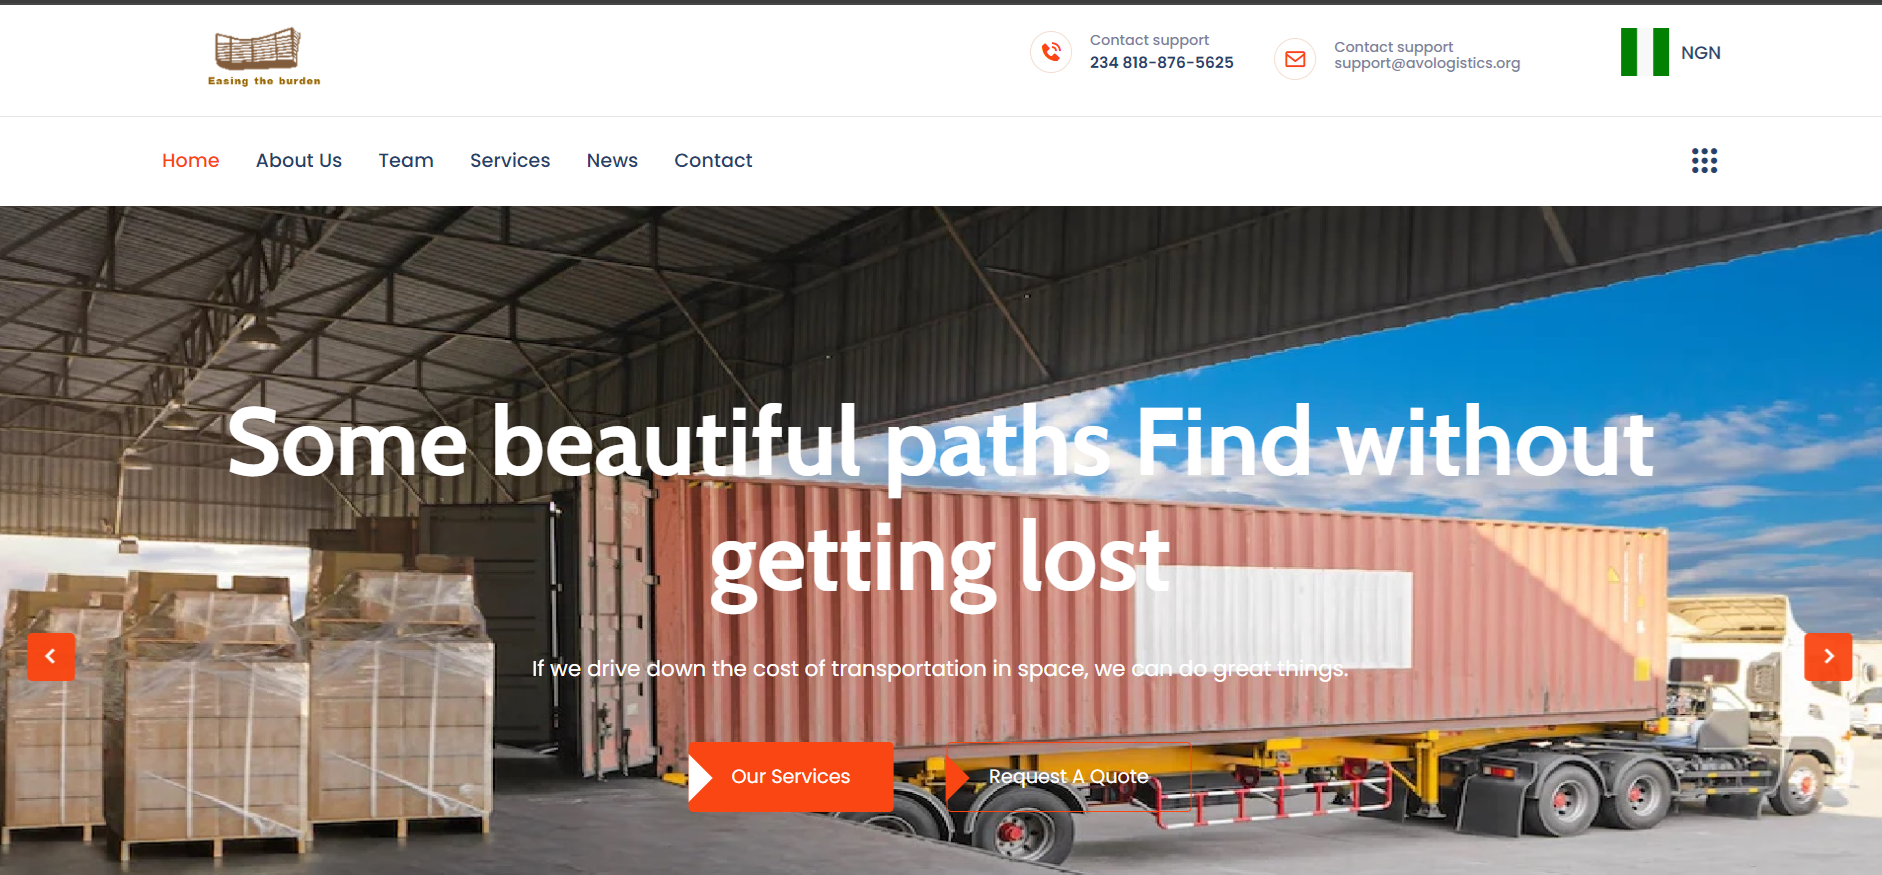 Easing the burden
Contact support
234 818-876-5625
Contact support
support@avologistics.org
NGN
Home
About Us
Team
Services
News
Contact
Some beautiful paths Find without
getting lost
If we drive down the cost of transportation in space, we can do great things.
Our Services
Request A Quote